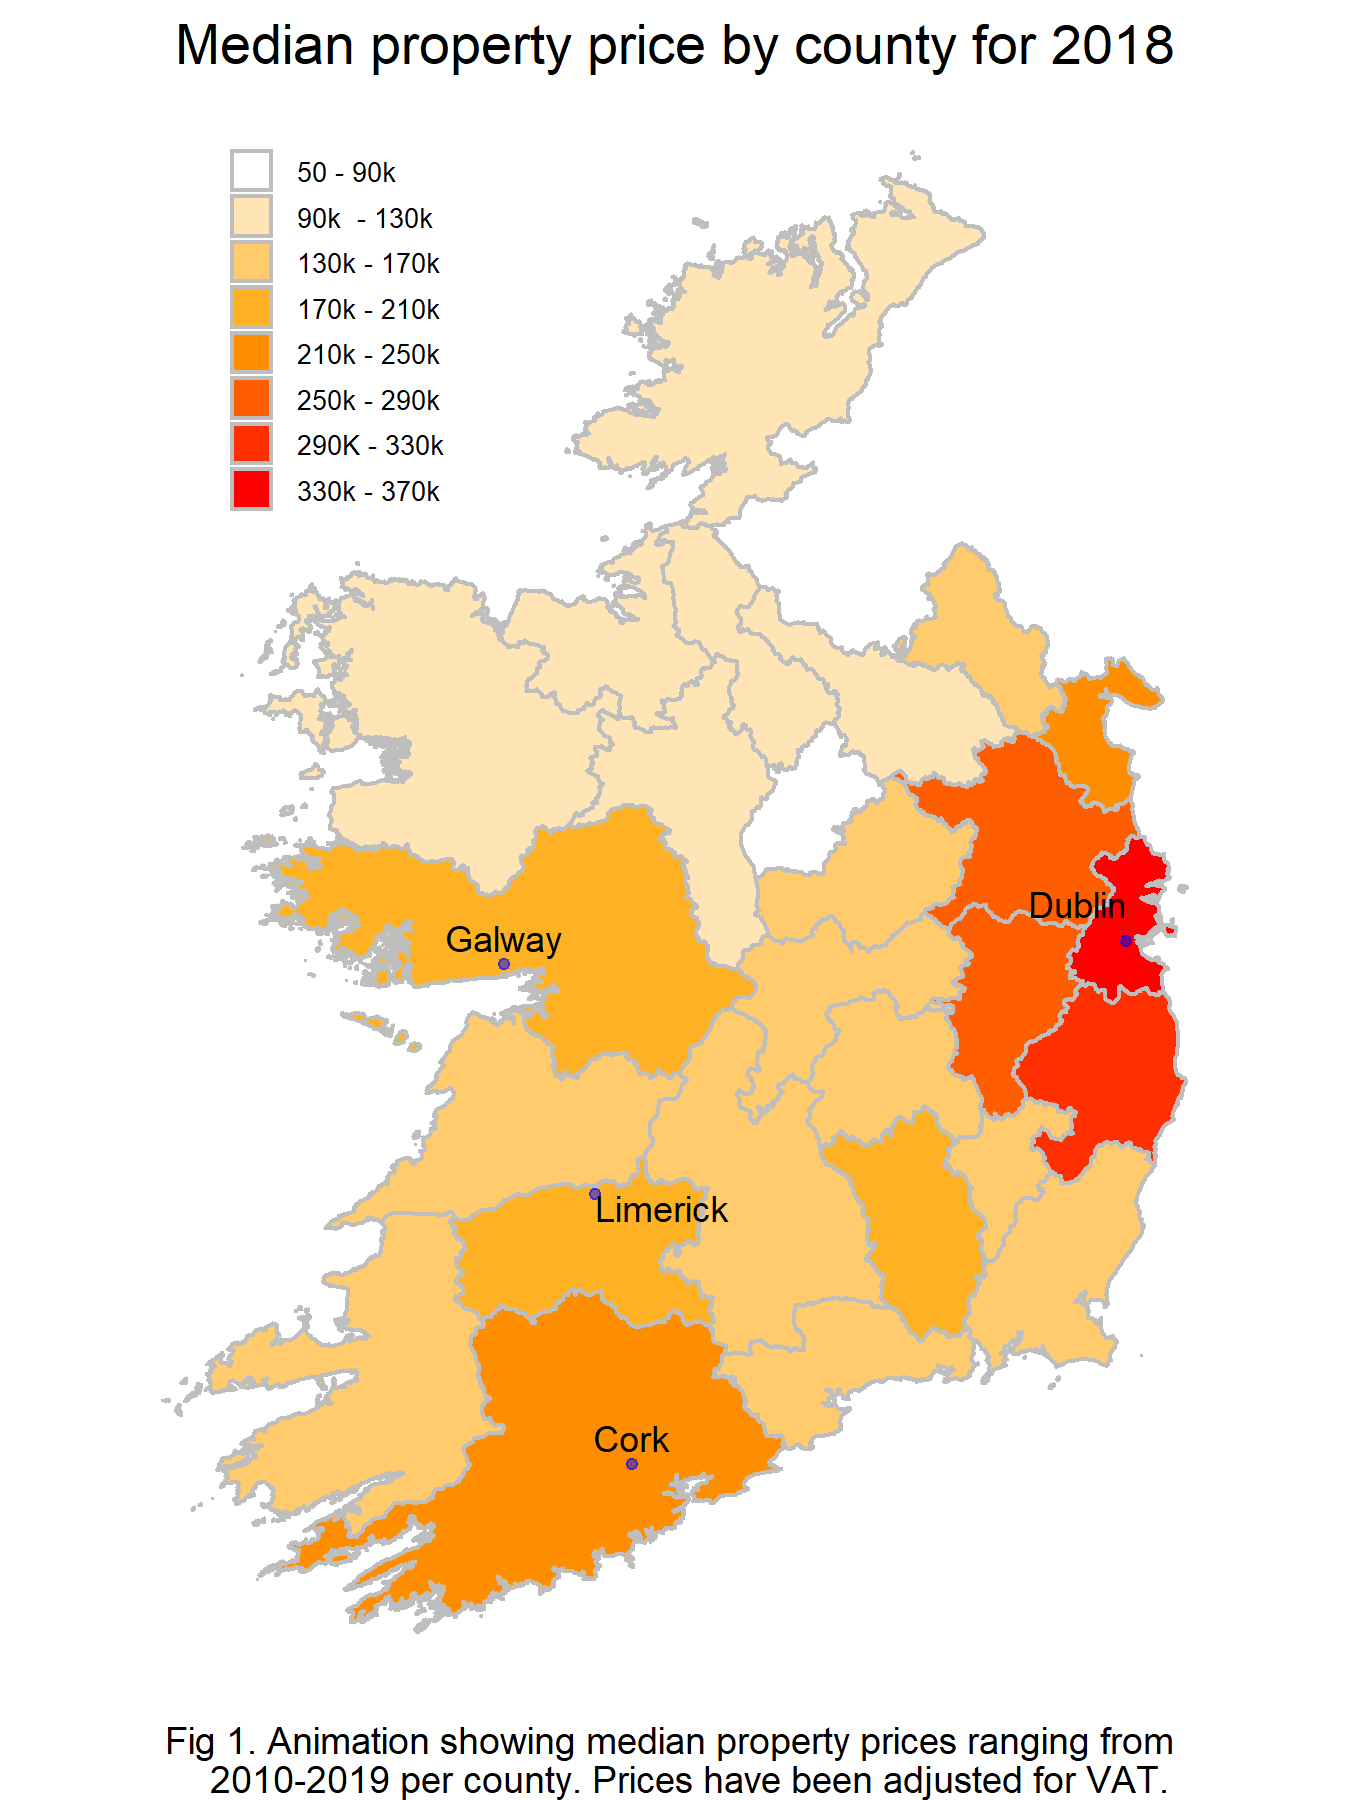 Median property price by county for 2018
50 - 90k
90k - 130k
130k - 170k
170k - 210k
210k - 250k
250k - 290k
290K - 330k
330k - 370k
Dublin
Galway
Limerick
Cork
Fig 1. Animation showing median property prices ranging from
2010-2019 per county. Prices have been adjusted for VAT.